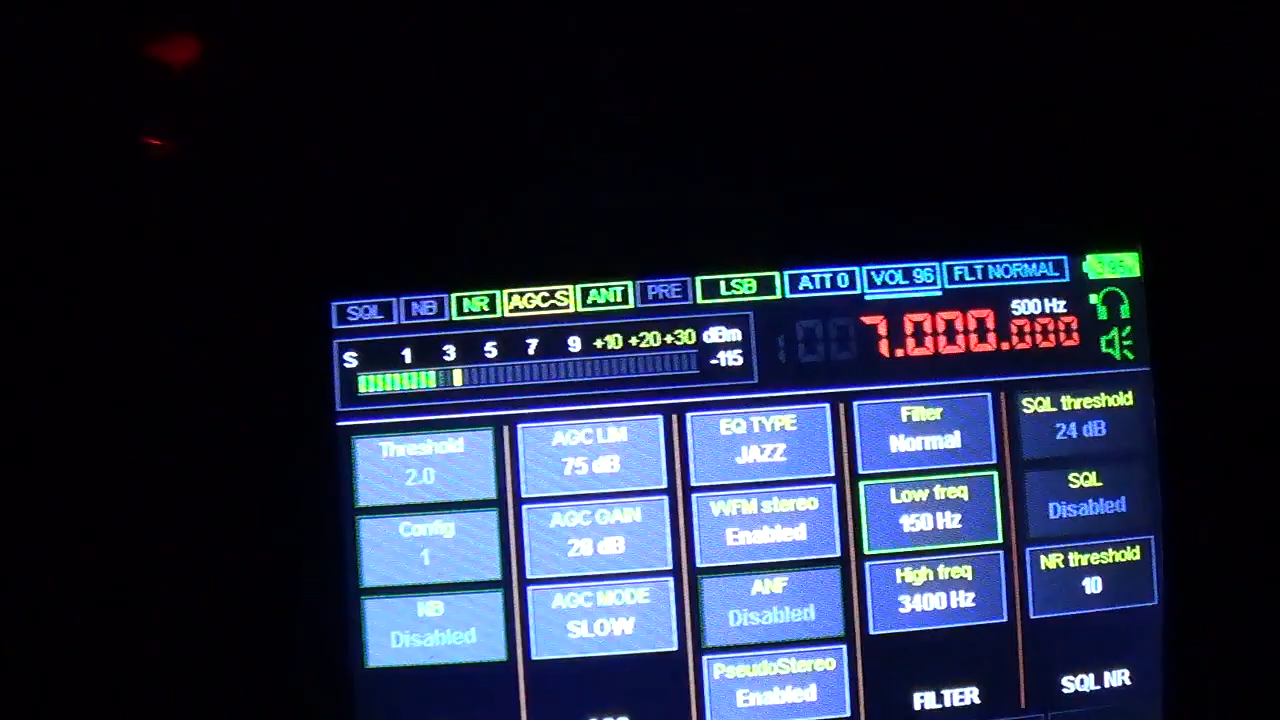 SQL NB NR AGC-S ANT PRE LSB ATT 0 VOL 96 FLT NORMAL
S 1 3 5 7 9 +10 +20 +30 dBm
-115
500 Hz
7.000.000
Threshold
2.0
Config
1
NB
Disabled
AGC LIM
75 dB
AGC GAIN
28 dB
AGC MODE
SLOW
EQ TYPE
JAZZ
WFM stereo
Enabled
ANF
Disabled
PseudoStereo
Enabled
Filter
Normal
Low freq
150 Hz
High freq
3400 Hz
FILTER
SQL threshold
24 dB
SQL
Disabled
NR threshold
10
SQL NR